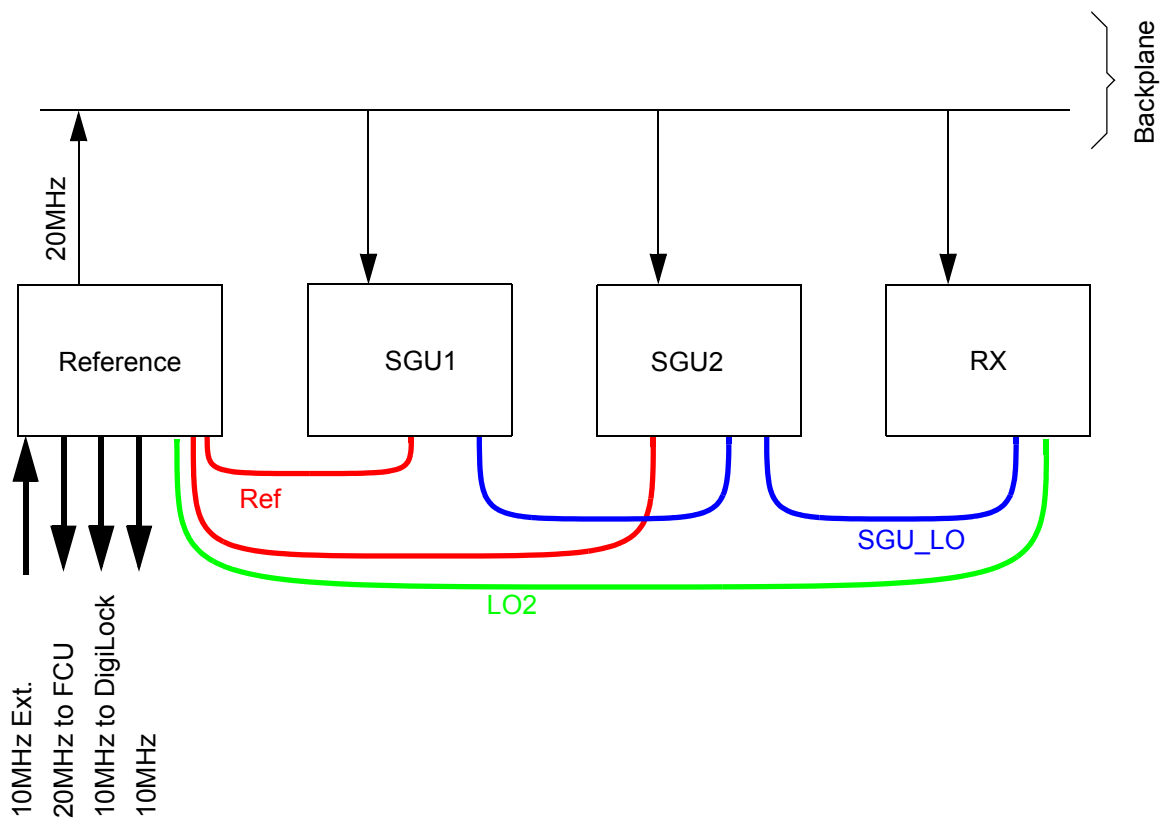 Backplane
20MHz
Reference
SGU1
SGU2
RX
Ref
SGU_LO
LO2
10MHz Ext.
20MHz to FCU
10MHz to DigiLock
10MHz